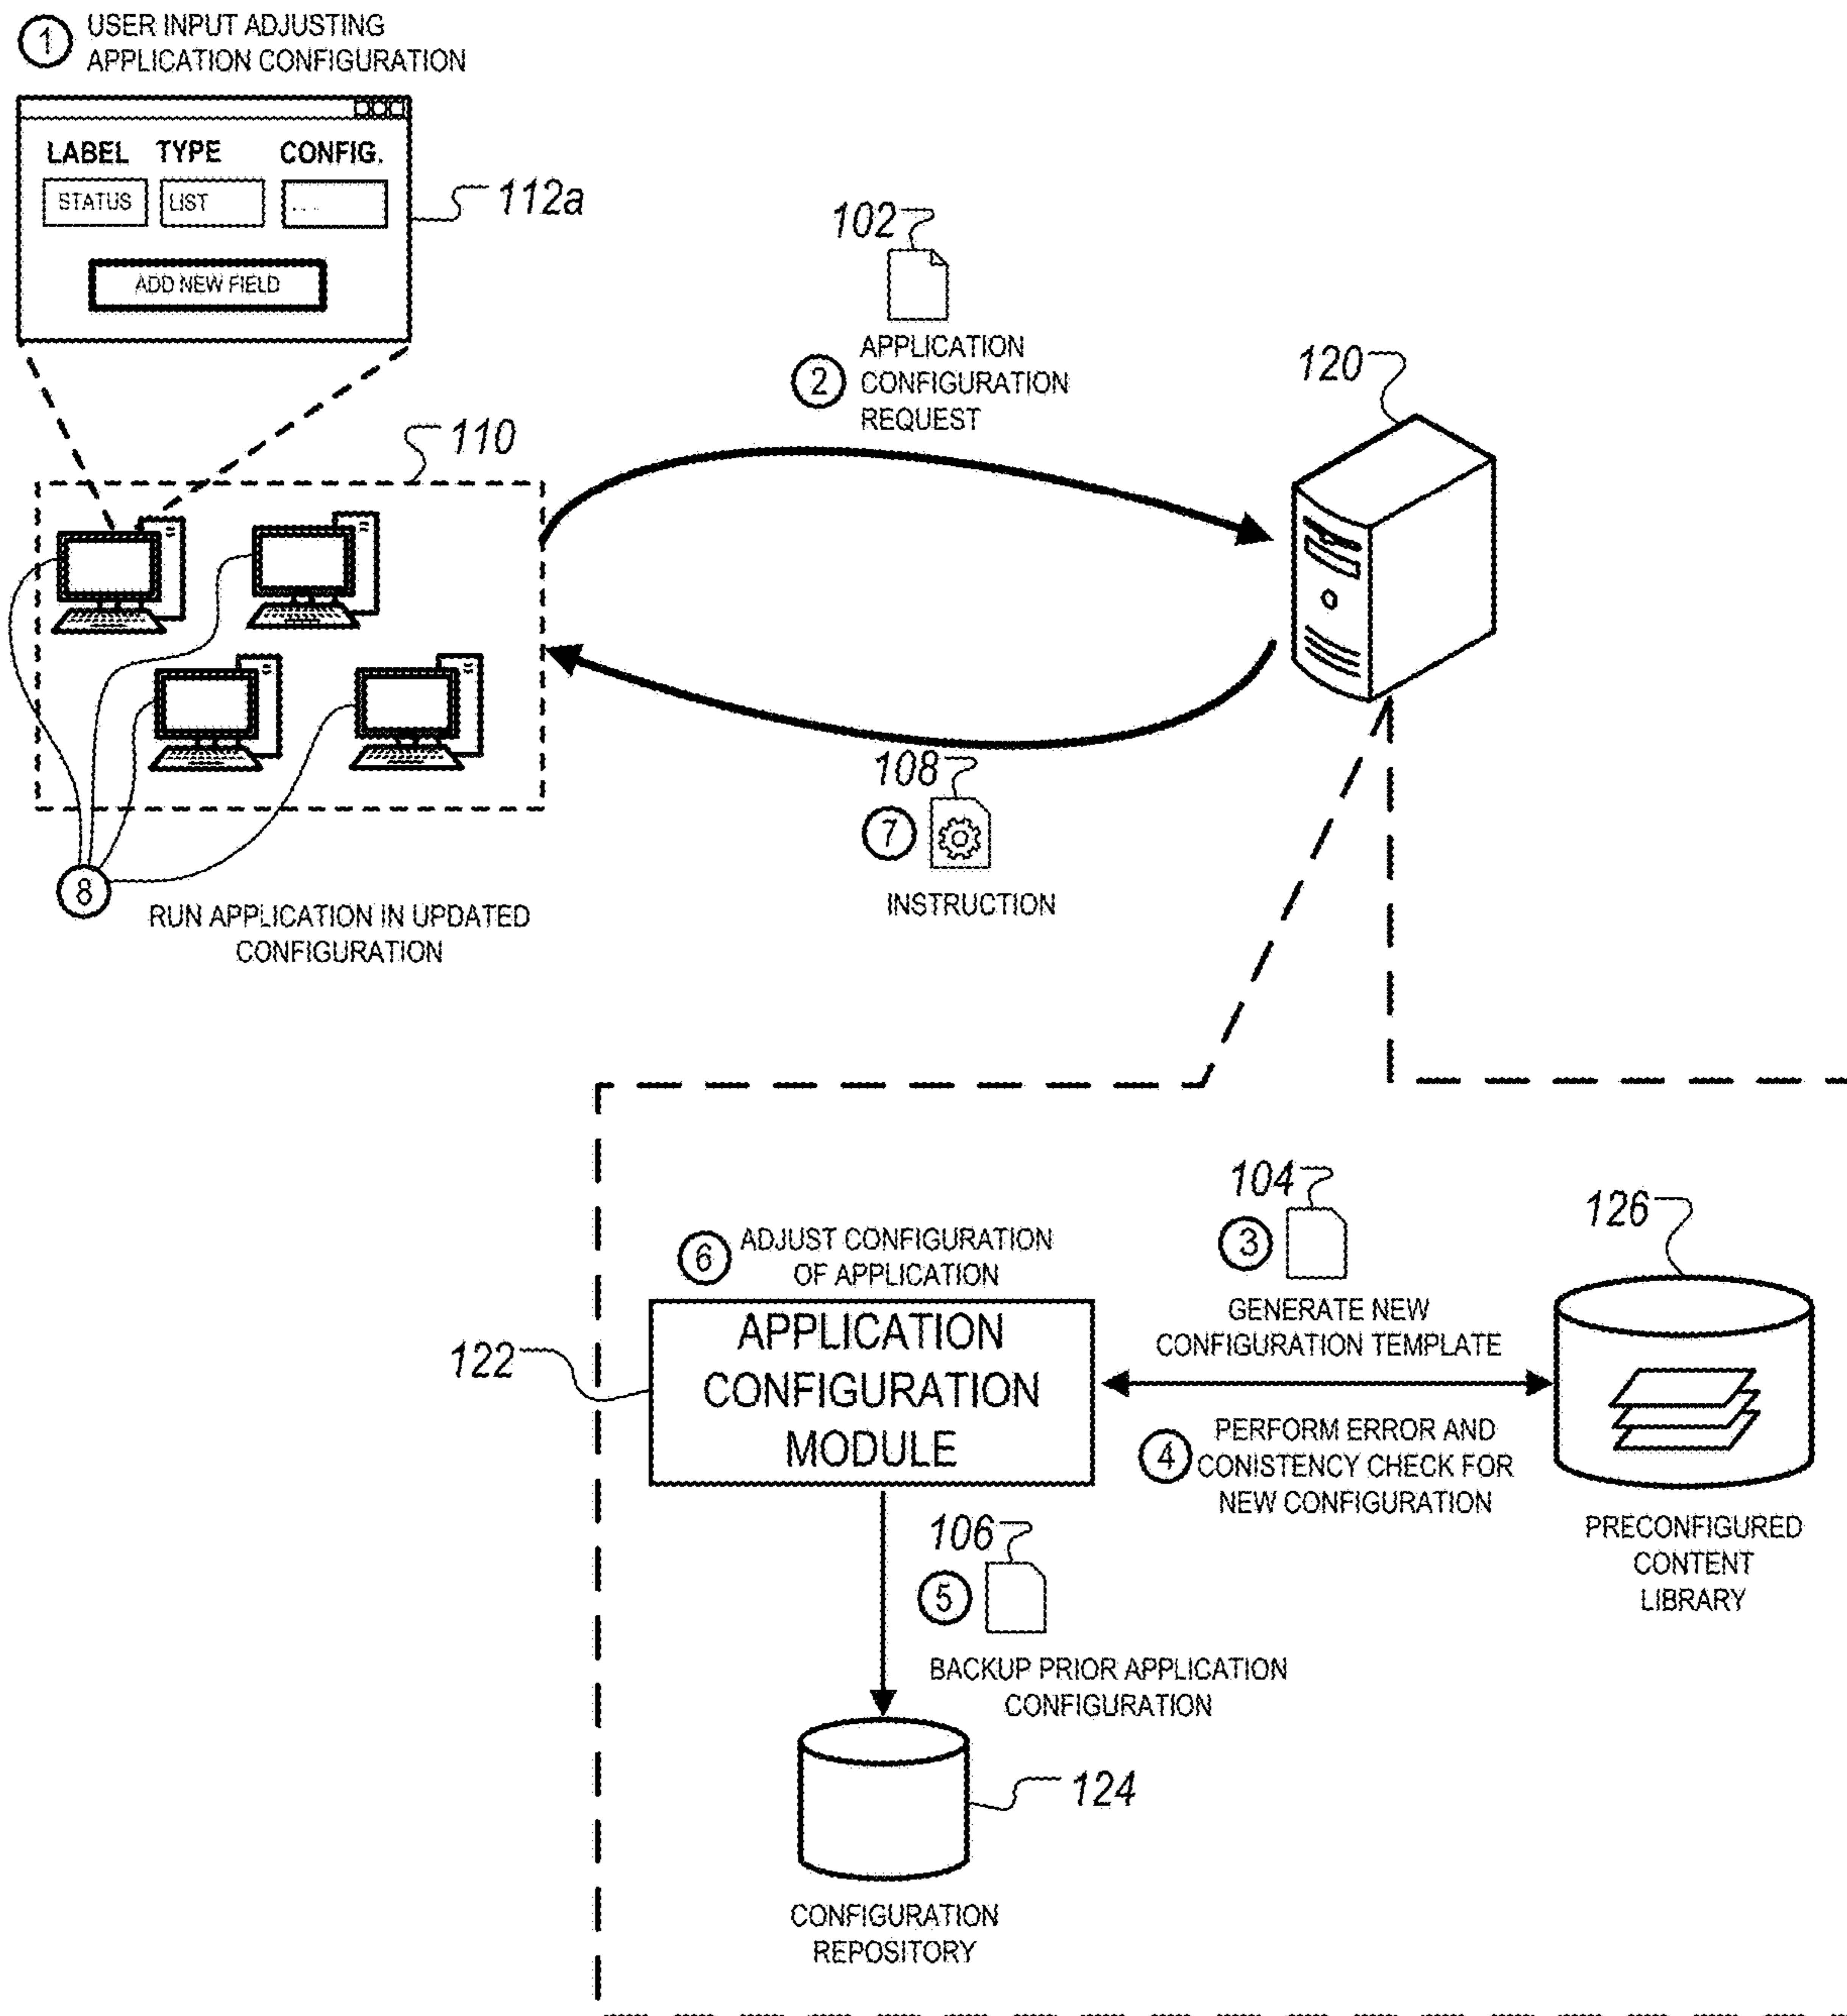 1 USER INPUT ADJUSTING
APPLICATION CONFIGURATION
LABEL TYPE CONFIG.
STATUS LIST ...
ADD NEW FIELD
112a
102
2 APPLICATION
CONFIGURATION
REQUEST
120
110
108
7
INSTRUCTION
8
RUN APPLICATION IN UPDATED
CONFIGURATION
104
3
GENERATE NEW
CONFIGURATION TEMPLATE
126
6 ADJUST CONFIGURATION
OF APPLICATION
122
APPLICATION
CONFIGURATION
MODULE
4 PERFORM ERROR AND
CONISTENCY CHECK FOR
NEW CONFIGURATION
PRECONFIGURED
CONTENT
LIBRARY
106
5
BACKUP PRIOR APPLICATION
CONFIGURATION
124
CONFIGURATION
REPOSITORY